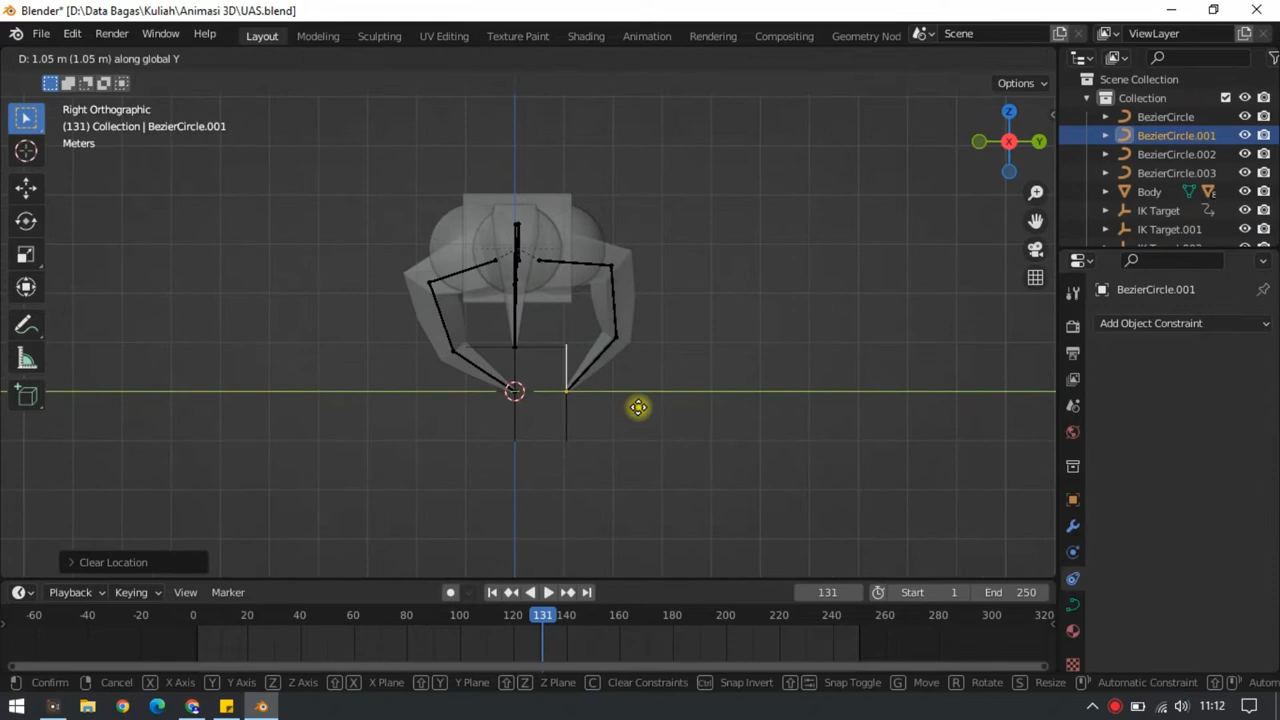 Blender* [D:\Data Bagas\Kuliah\Animasi 3D\UAS.blend]
File Edit Render Window Help Layout Modeling Sculpting UV Editing Texture Paint Shading Animation Rendering Compositing Geometry Nod Scene ViewLayer
D: 1.05 m (1.05 m) along global Y
Options
Right Orthographic
(131) Collection | BezierCircle.001
Meters
Z
Y
X
Scene Collection
Collection
BezierCircle
BezierCircle.001
BezierCircle.002
BezierCircle.003
Body
IK Target
IK Target.001
BezierCircle.001
Add Object Constraint
Clear Location
Playback Keying View Marker 131 Start 1 End 250
-60 -40 -20 0 20 40 60 80 100 120 131 140 160 180 200 220 240 260 280 300 320
Confirm Cancel X X Axis Y Y Axis Z Z Axis X X Plane Y Y Plane Z Z Plane C Clear Constraints Ctrl Snap Invert Snap Toggle G Move R Rotate S Resize Automatic Constraint Autom
11:12